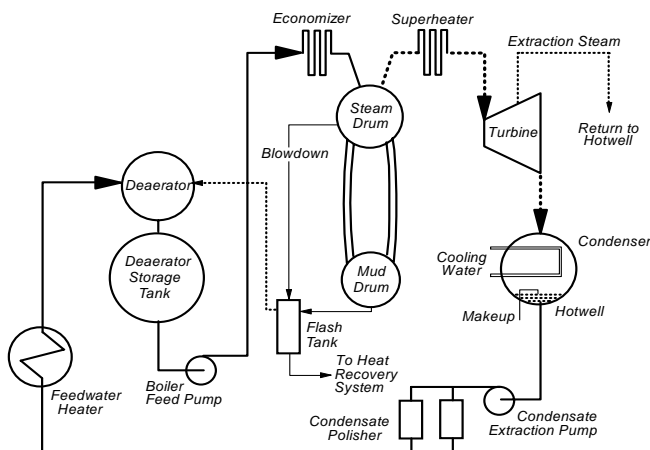 Economizer
Superheater
Extraction Steam
Steam
Drum
Turbine
Return to
Hotwell
Blowdown
Deaerator
Deaerator
Storage
Tank
Mud
Drum
Condenser
Cooling
Water
Makeup
Hotwell
Flash
Tank
To Heat
Recovery
System
Boiler
Feed Pump
Feedwater
Heater
Condensate
Polisher
Condensate
Extraction Pump